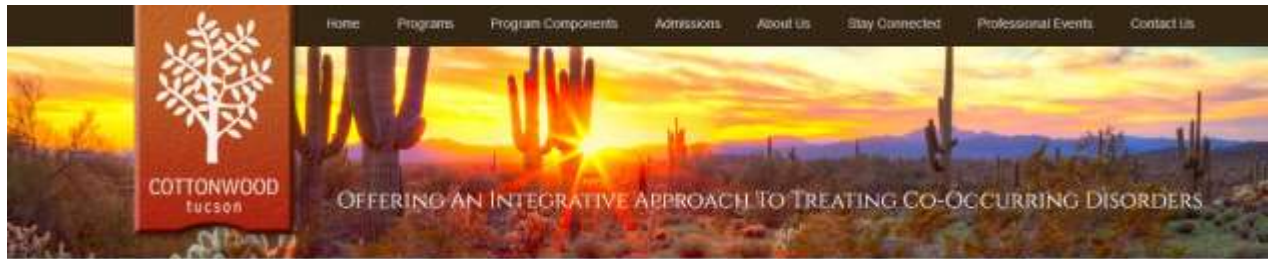 Home Programs Program Components Admissions About Us Stay Connected Professional Events Contact Us
COTTONWOOD
tucson
OFFERING AN INTEGRATIVE APPROACH TO TREATING CO-OCCURRING DISORDERS